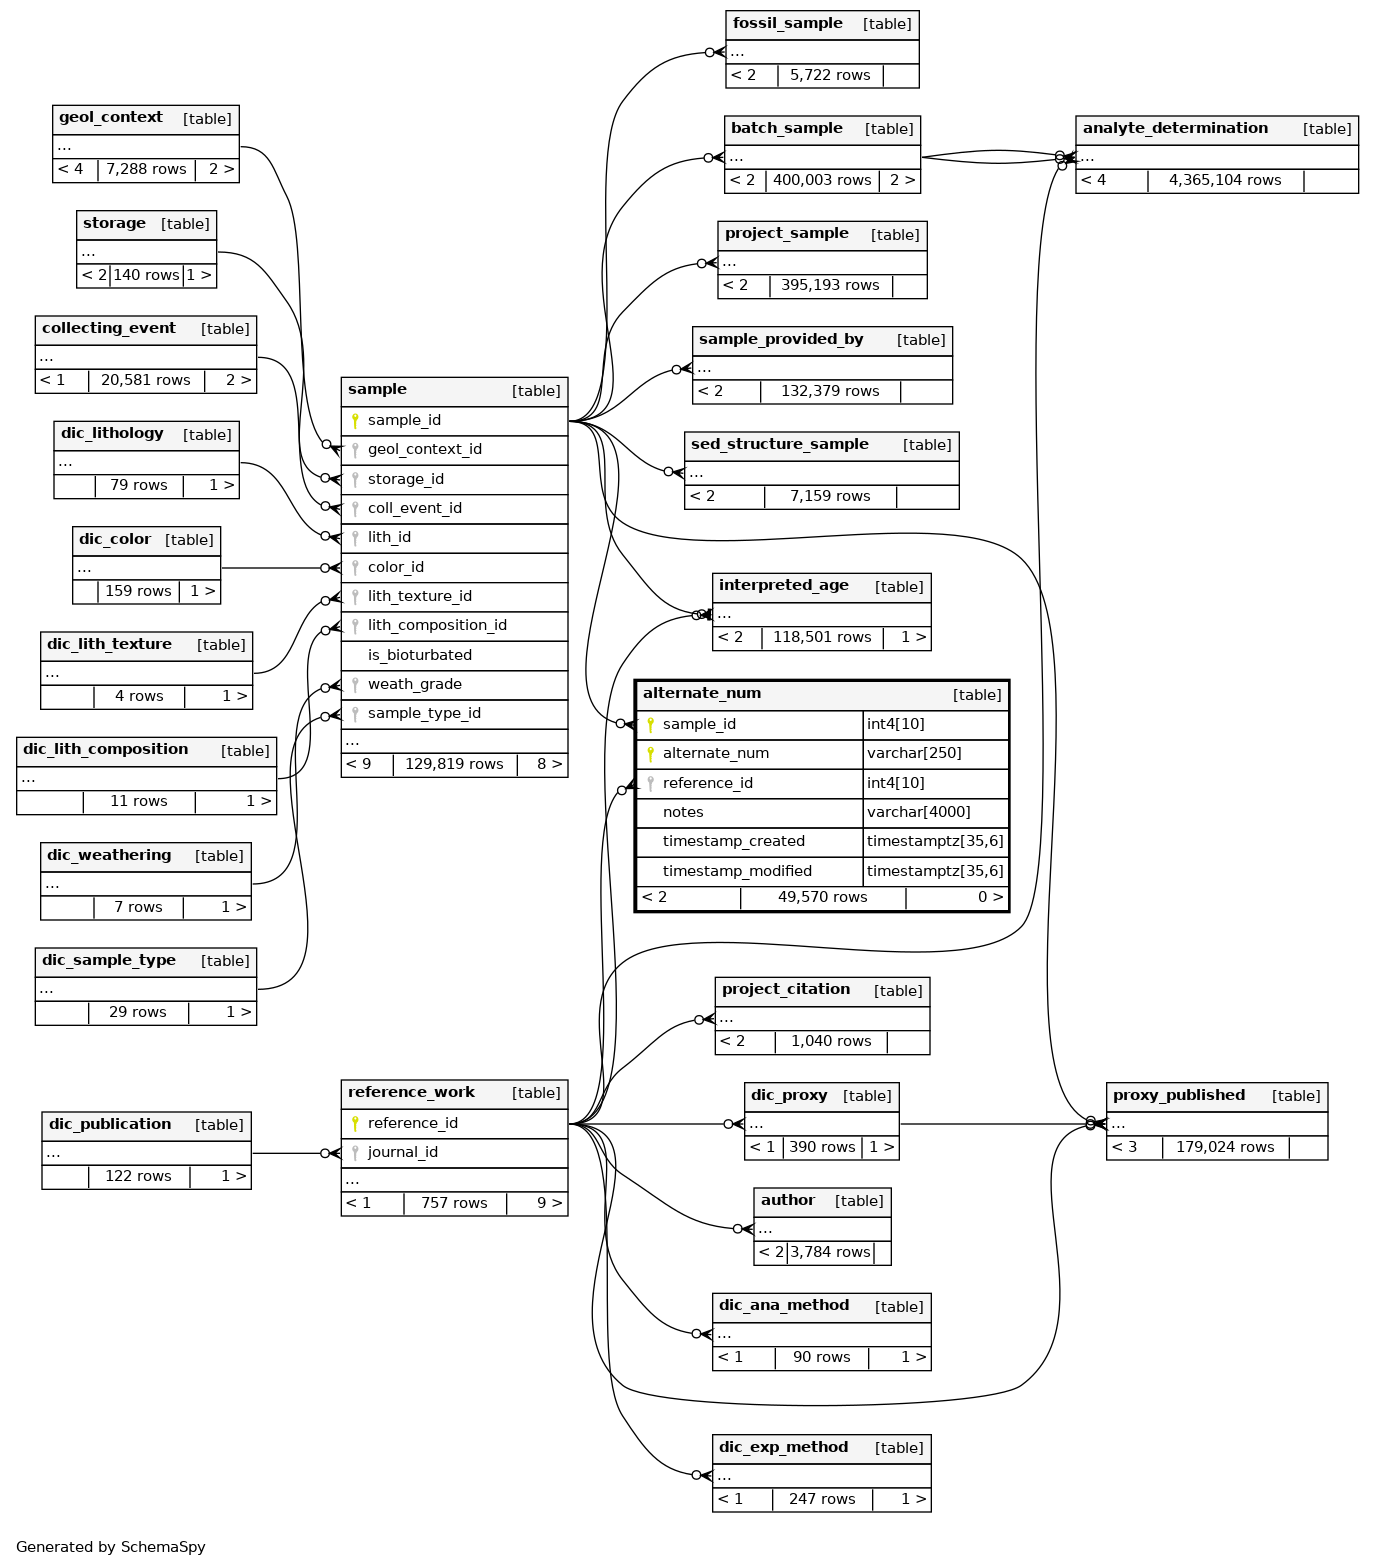 fossil_sample [table]
...
< 2 5,722 rows
geol_context [table]
...
< 4 7,288 rows 2 >
batch_sample [table]
...
< 2 400,003 rows 2 >
analyte_determination [table]
...
< 4 4,365,104 rows
storage [table]
...
< 2 140 rows 1 >
project_sample [table]
...
< 2 395,193 rows
collecting_event [table]
...
< 1 20,581 rows 2 >
sample_provided_by [table]
...
< 2 132,379 rows
sample [table]
sample_id
geol_context_id
storage_id
coll_event_id
lith_id
color_id
lith_texture_id
lith_composition_id
is_bioturbated
weath_grade
sample_type_id
...
< 9 129,819 rows 8 >
dic_lithology [table]
...
79 rows 1 >
sed_structure_sample [table]
...
< 2 7,159 rows
dic_color [table]
...
159 rows 1 >
interpreted_age [table]
...
< 2 118,501 rows 1 >
dic_lith_texture [table]
...
4 rows 1 >
alternate_num [table]
sample_id int4[10]
alternate_num varchar[250]
reference_id int4[10]
notes varchar[4000]
timestamp_created timestamptz[35,6]
timestamp_modified timestamptz[35,6]
< 2 49,570 rows 0 >
dic_lith_composition [table]
...
11 rows 1 >
dic_weathering [table]
...
7 rows 1 >
dic_sample_type [table]
...
29 rows 1 >
project_citation [table]
...
< 2 1,040 rows
reference_work [table]
reference_id
journal_id
...
< 1 757 rows 9 >
dic_proxy [table]
...
< 1 390 rows 1 >
proxy_published [table]
...
< 3 179,024 rows
dic_publication [table]
...
122 rows 1 >
author [table]
...
< 2 3,784 rows
dic_ana_method [table]
...
< 1 90 rows 1 >
dic_exp_method [table]
...
< 1 247 rows 1 >
Generated by SchemaSpy